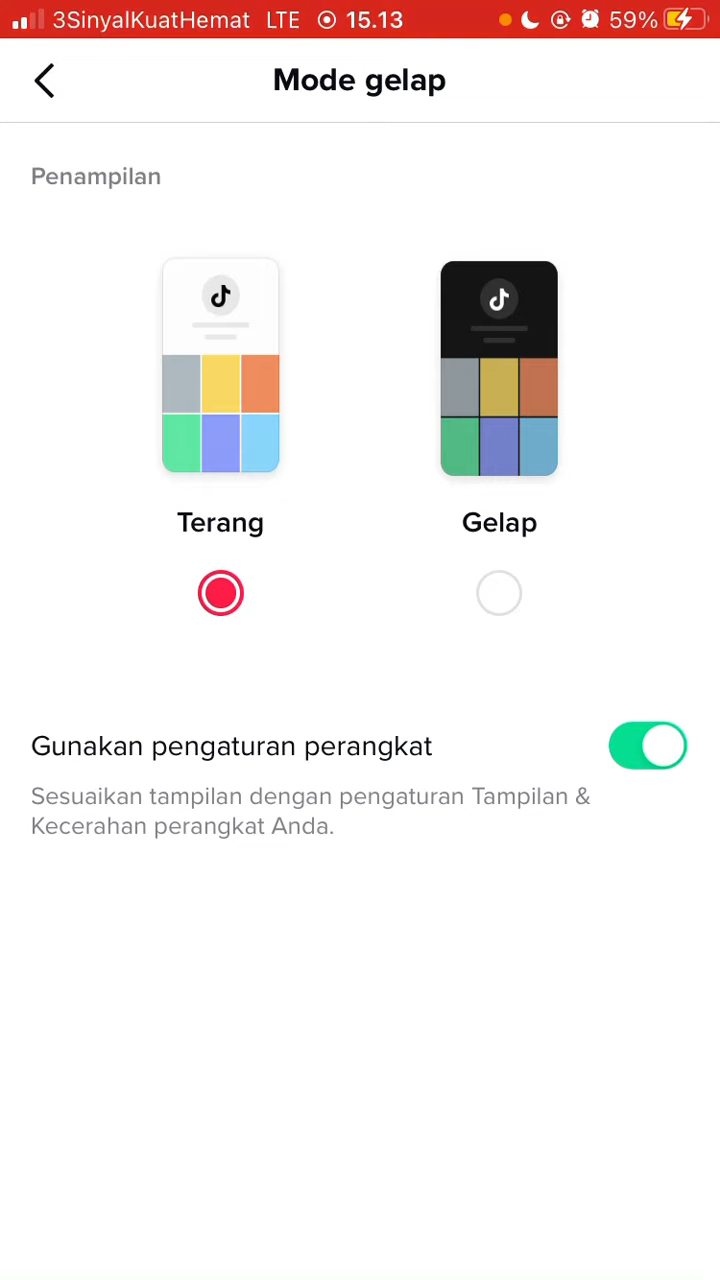 3SinyalKuatHemat LTE 15.13 59%
Mode gelap
Penampilan
Terang Gelap
Gunakan pengaturan perangkat
Sesuaikan tampilan dengan pengaturan Tampilan &
Kecerahan perangkat Anda.